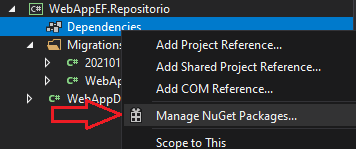 C# WebAppEF.Repositorio
Dependencies
Migrations
C# 202101
C# WebAp
C# WebAppD
Add Project Reference...
Add Shared Project Reference...
Add COM Reference...
Manage NuGet Packages...
Scope to This